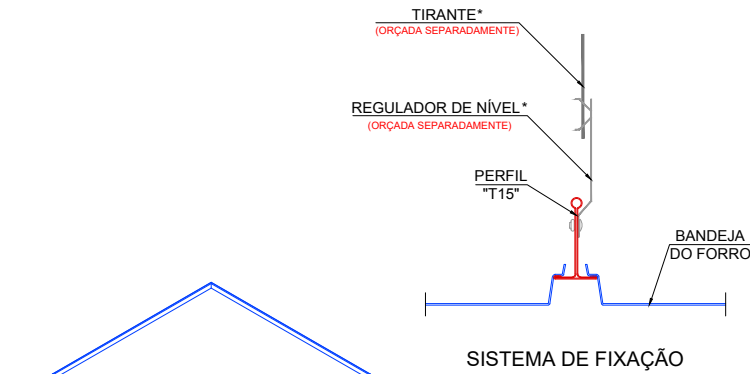 TIRANTE*
(ORÇADA SEPARADAMENTE)
REGULADOR DE NÍVEL*
(ORÇADA SEPARADAMENTE)
PERFIL
"T15"
BANDEJA
DO FORRO
SISTEMA DE FIXAÇÃO